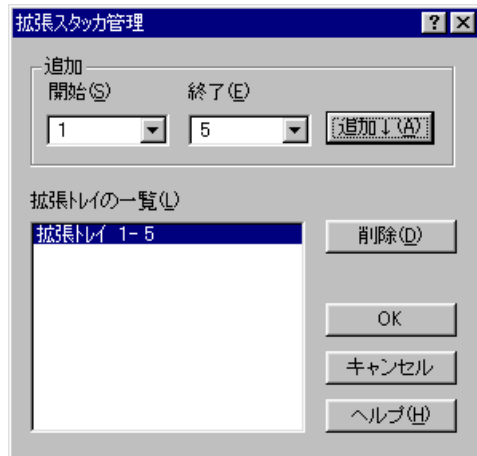 拡張スタッカ管理
追加
開始(S) 終了(E)
1 5 追加↓(A)
拡張トレイの一覧(L)
拡張トレイ 1- 5
削除(D)
OK
キャンセル
ヘルプ(H)